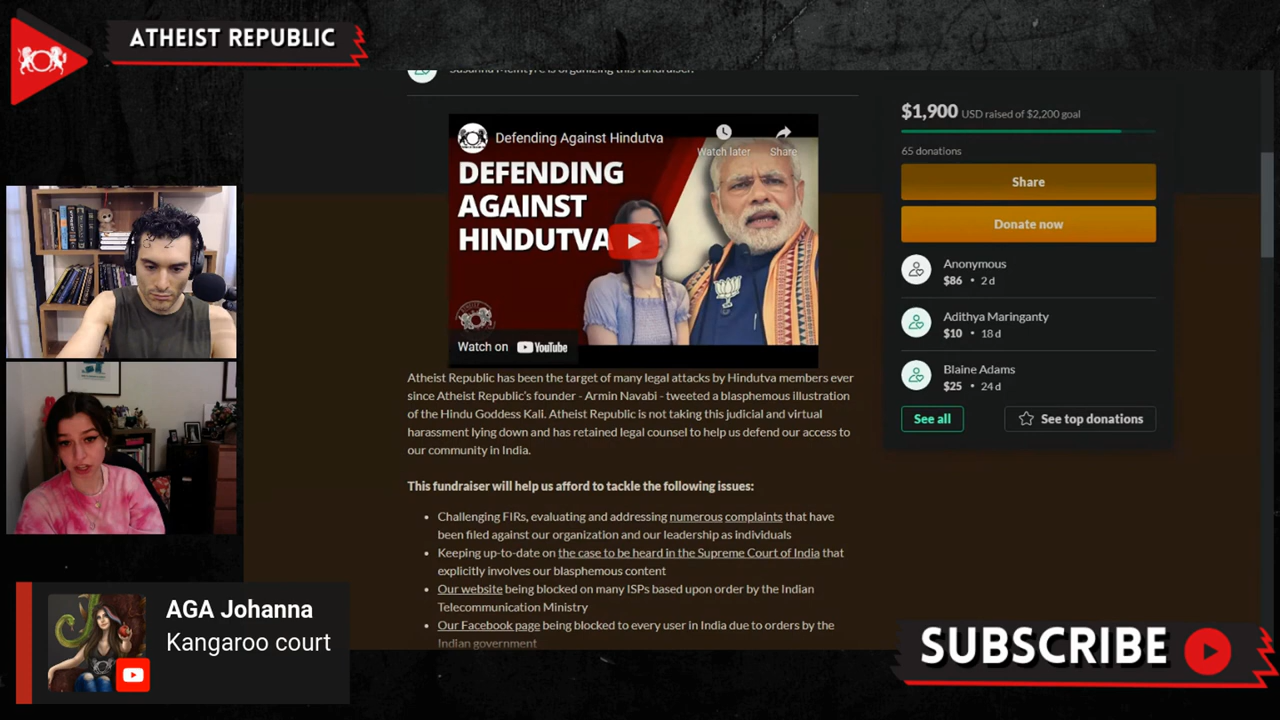 ATHEIST REPUBLIC
$1,900 USD raised of $2,200 goal
65 donations
Share
Donate now
Anonymous
$86 • 2 d
Adithya Maringanty
$10 • 18 d
Blaine Adams
$25 • 24 d
See all
See top donations
Defending Against Hindutva
Watch later
Share
DEFENDING
AGAINST
HINDUTVA
Watch on YouTube
Atheist Republic has been the target of many legal attacks by Hindutva members ever
since Atheist Republic's founder - Armin Navabi - tweeted a blasphemous illustration
of the Hindu Goddess Kali. Atheist Republic is not taking this judicial and virtual
harassment lying down and has retained legal counsel to help us defend our access to
our community in India.
This fundraiser will help us afford to tackle the following issues:
• Challenging FIRs, evaluating and addressing numerous complaints that have
been filed against our organization and our leadership as individuals
• Keeping up-to-date on the case to be heard in the Supreme Court of India that
explicitly involves our blasphemous content
• Our website being blocked on many ISPs based upon order by the Indian
Telecommunication Ministry
• Our Facebook page being blocked to every user in India due to orders by the
Indian government
AGA Johanna
Kangaroo court
SUBSCRIBE